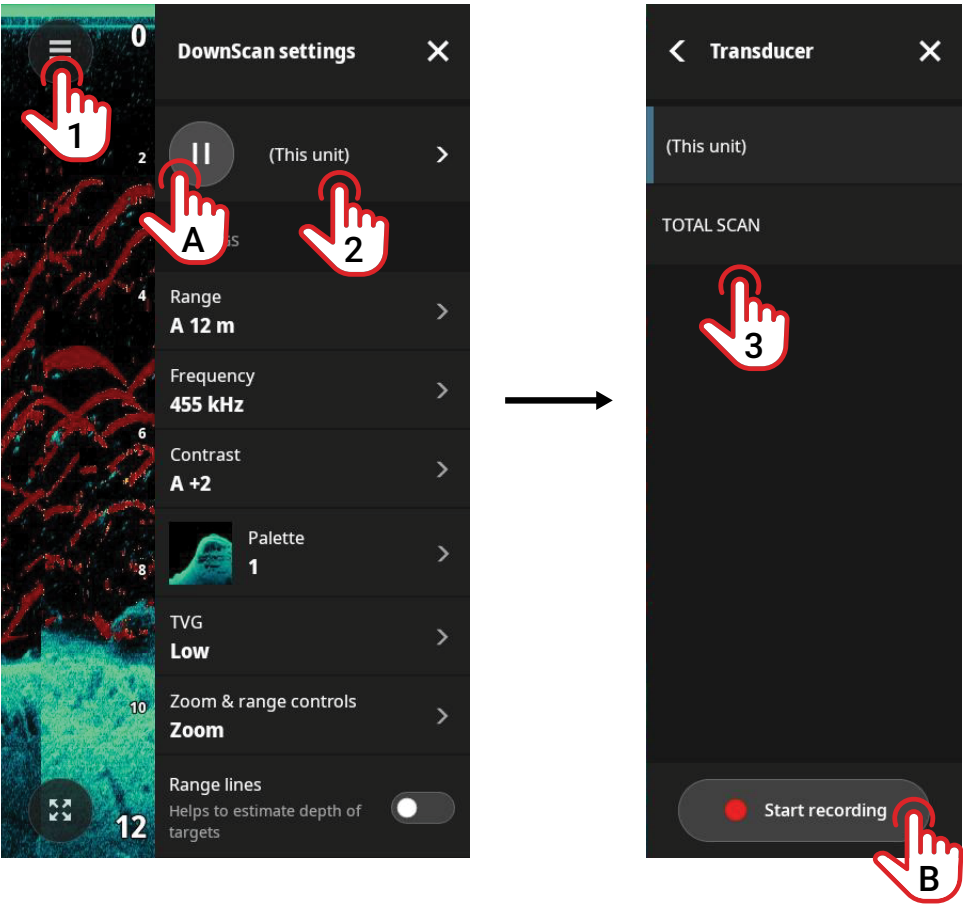 0
2
4
6
8
10
12
1
DownScan settings
A
(This unit)
2
GS
Range
A 12 m
Frequency
455 kHz
Contrast
A +2
Palette
1
TVG
Low
Zoom & range controls
Zoom
Range lines
Helps to estimate depth of
targets
Transducer
(This unit)
TOTAL SCAN
3
Start recording
B